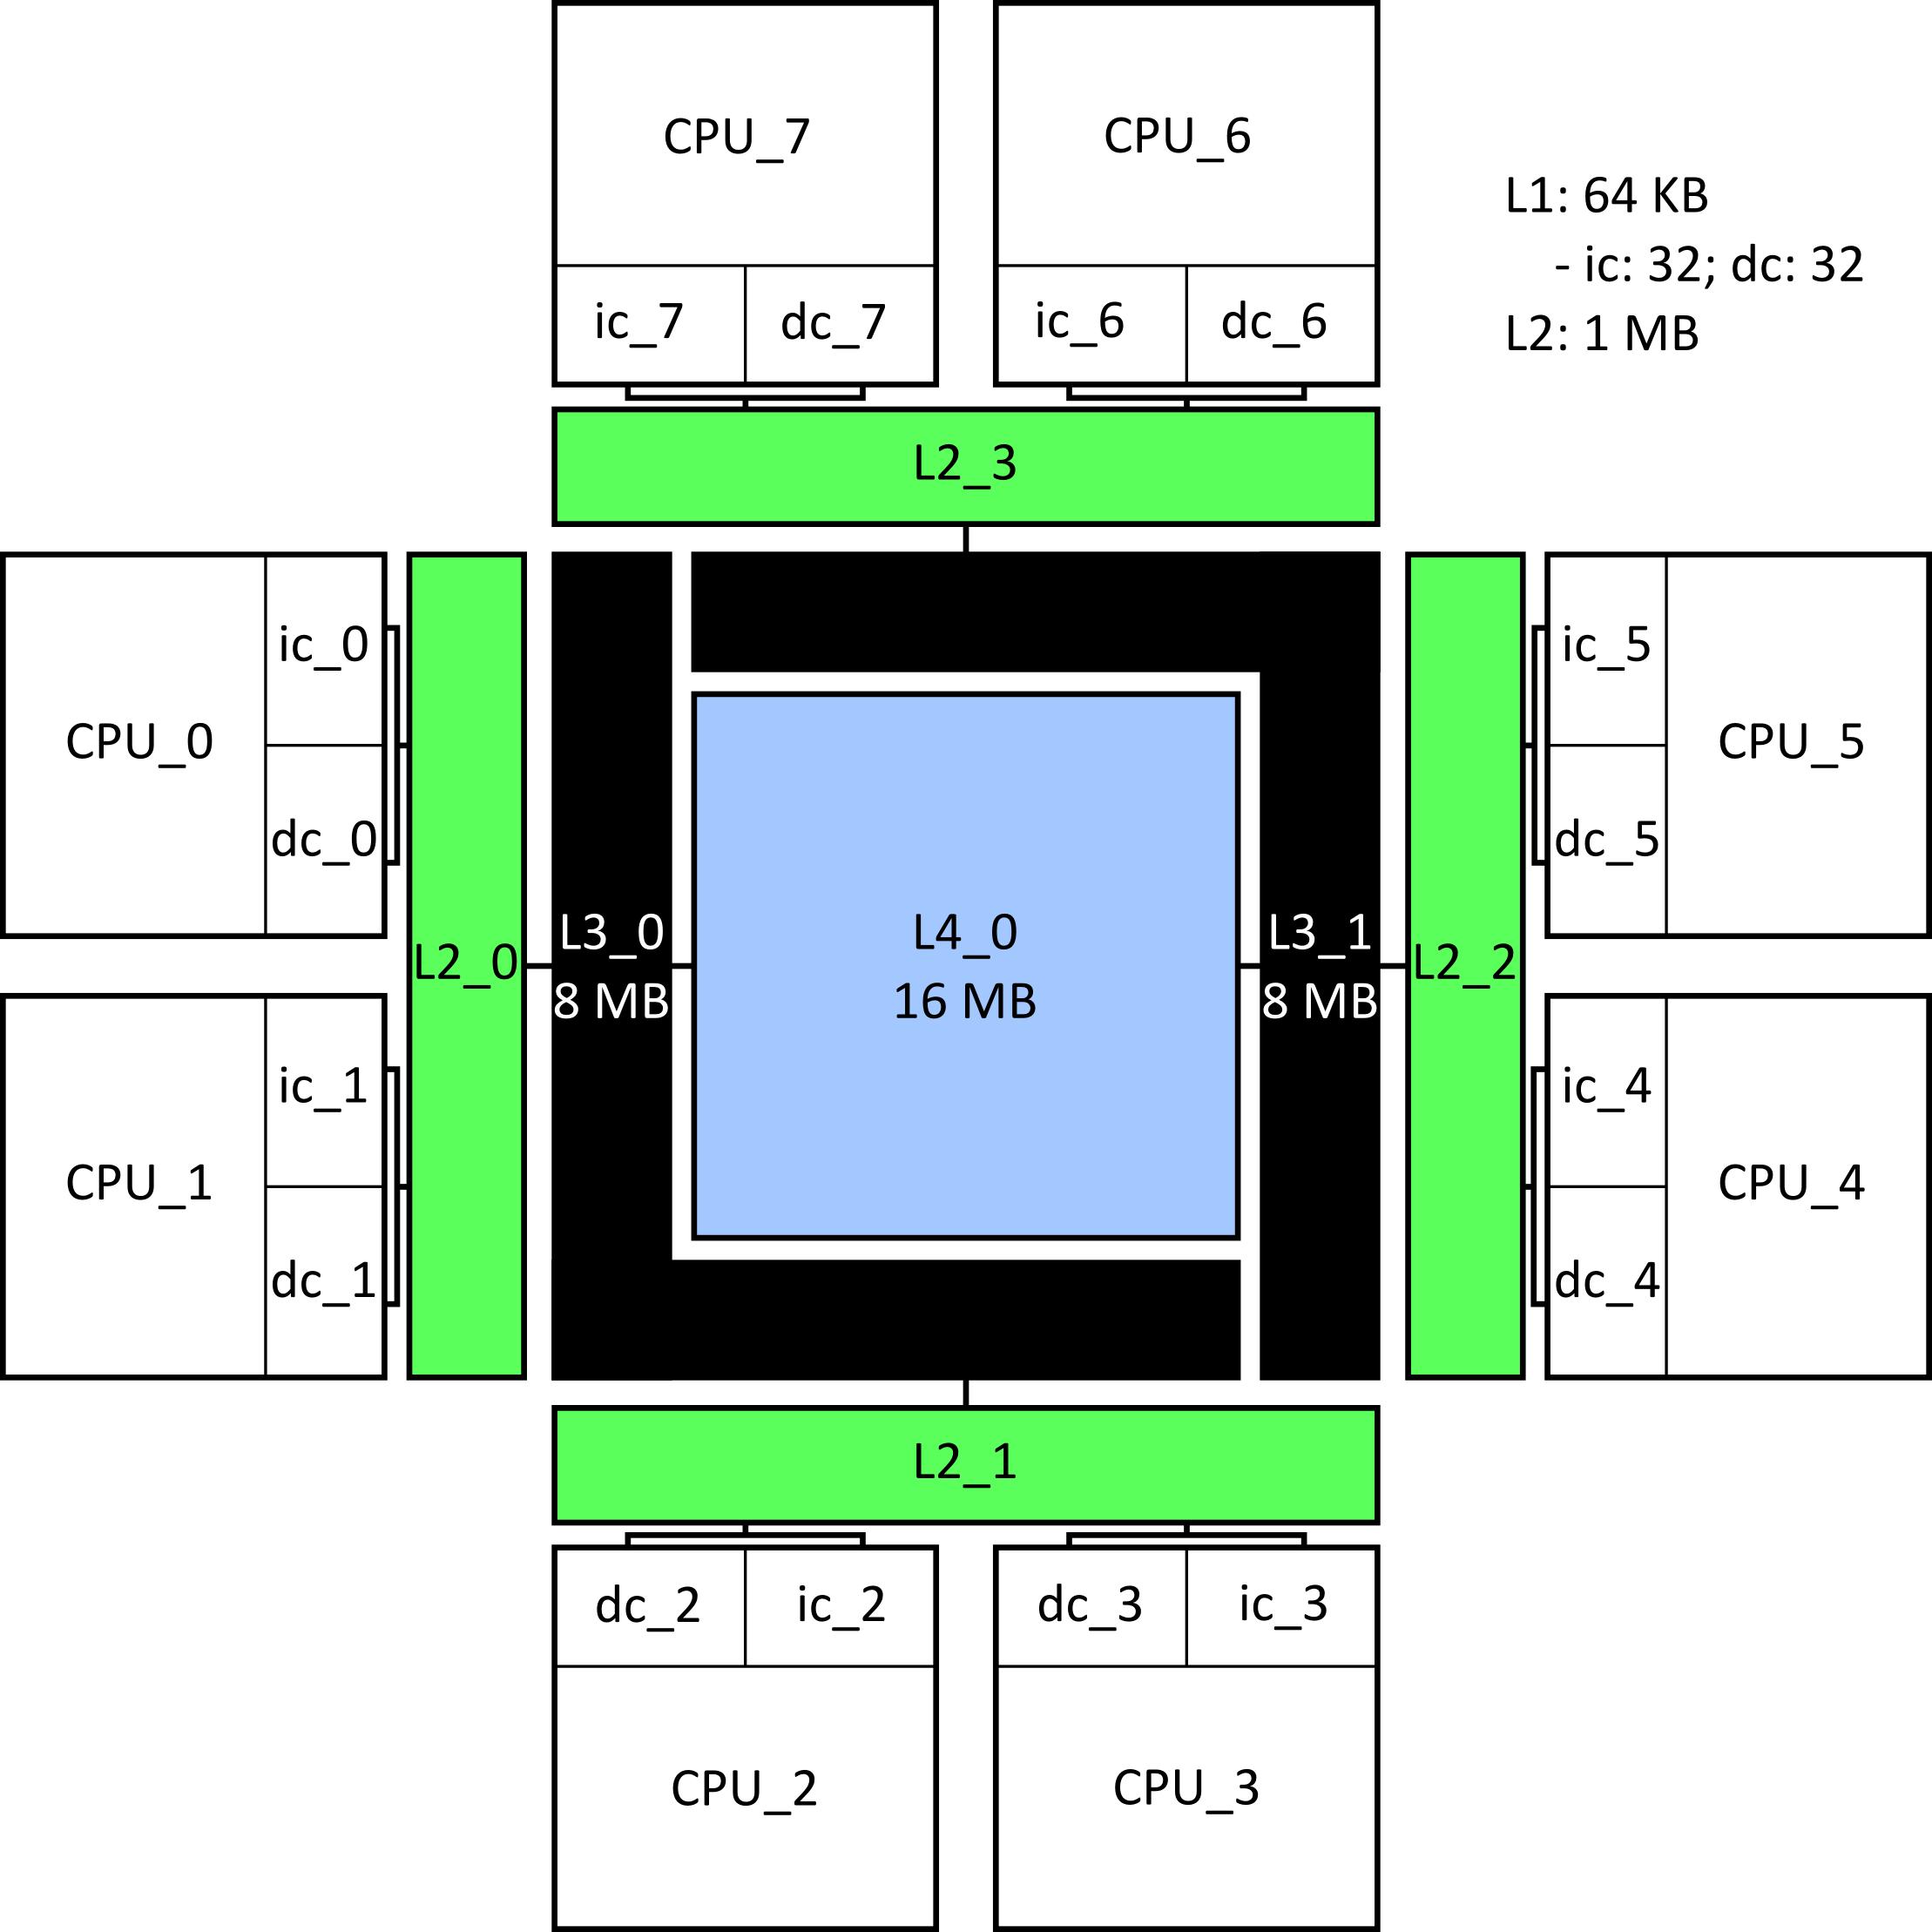 CPU_7
CPU_6
L1: 64 KB
- ic: 32; dc: 32
L2: 1 MB
ic_7
dc_7
ic_6
dc_6
L2_3
CPU_0
ic_0
dc_0
L2_0
CPU_1
ic_1
dc_1
L3_0
8 MB
L4_0
16 MB
L3_1
8 MB
L2_2
ic_5
dc_5
CPU_5
ic_4
dc_4
CPU_4
L2_1
dc_2
ic_2
dc_3
ic_3
CPU_2
CPU_3